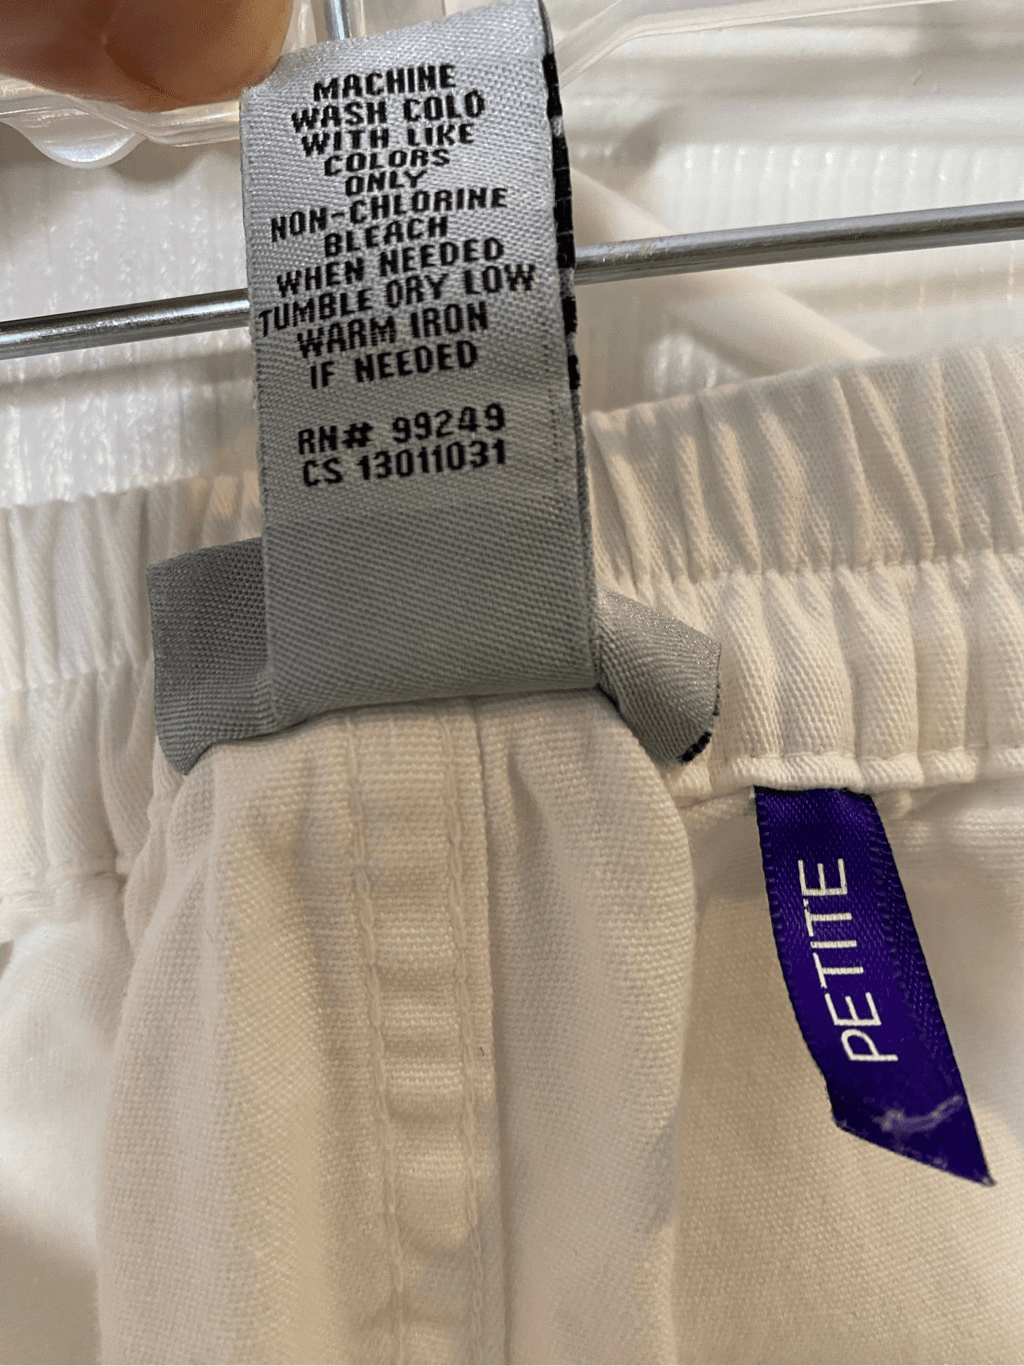 MACHINE
WASH COLD
WITH LIKE
COLORS
ONLY
NON-CHLORINE
BLEACH
WHEN NEEDED
TUMBLE DRY LOW
WARM IRON
IF NEEDED
RN# 99249
CS 13011031
PETITE